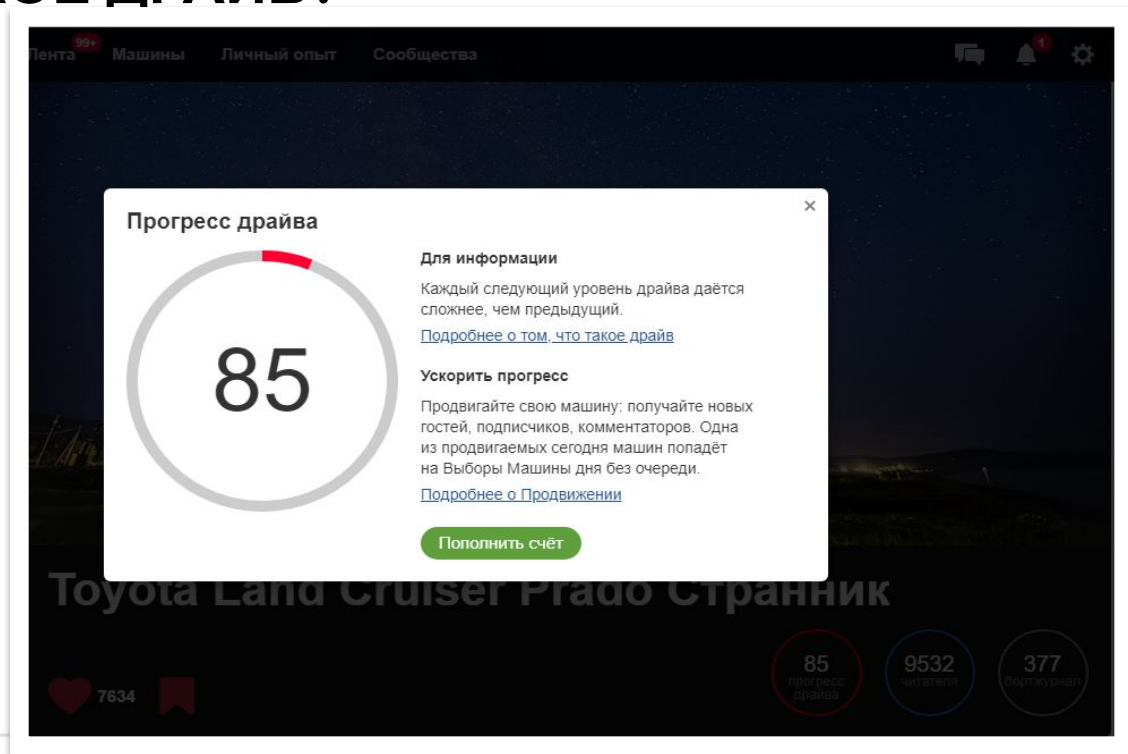 ОЕ ДРАЙВ?
Лента 99+ Машины Личный опыт Сообщества 1
Прогресс драйва ×
85
Для информации
Каждый следующий уровень драйва даётся
сложнее, чем предыдущий.
Подробнее о том, что такое драйв
Ускорить прогресс
Продвигайте свою машину: получайте новых
гостей, подписчиков, комментаторов. Одна
из продвигаемых сегодня машин попадёт
на Выборы Машины дня без очереди.
Подробнее о Продвижении
Пополнить счёт
Toyota Land Cruiser Prado Странник
7634
85
прогресс
драйва
9532
читателя
377
бортжурнал